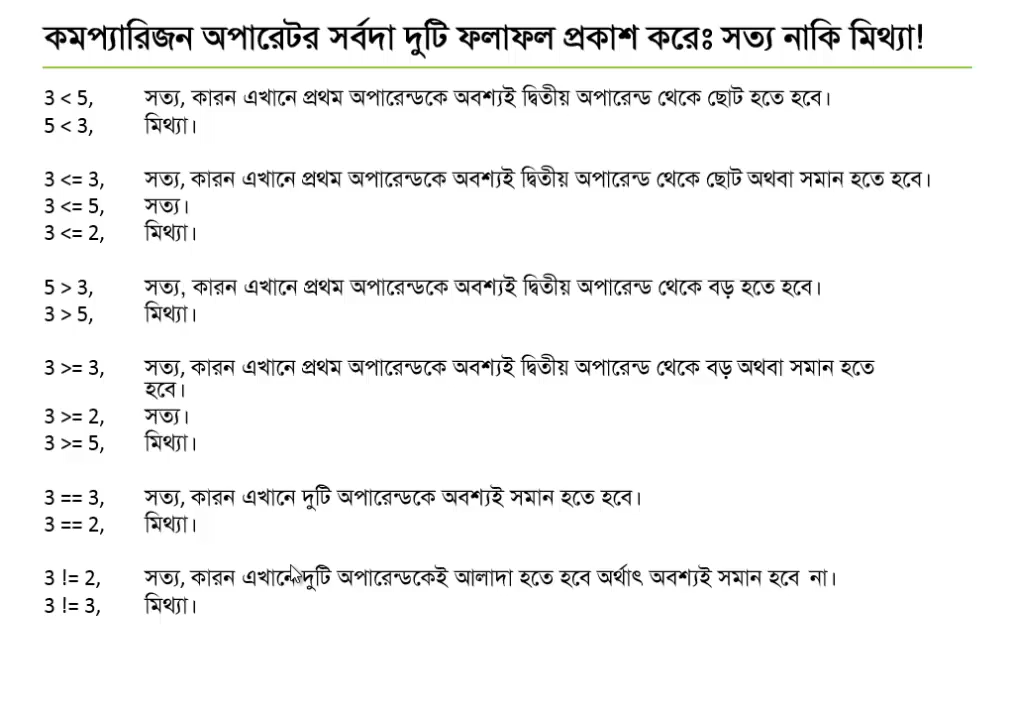 কমপ্যারিজন অপারেটর সর্বদা দুটি ফলাফল প্রকাশ করেঃ সত্য নাকি মিথ্যা!
3 < 5, সত্য, কারন এখানে প্রথম অপারেন্ডকে অবশ্যই দ্বিতীয় অপারেন্ড থেকে ছোট হতে হবে।
5 < 3, মিথ্যা।
3 <= 3, সত্য, কারন এখানে প্রথম অপারেন্ডকে অবশ্যই দ্বিতীয় অপারেন্ড থেকে ছোট অথবা সমান হতে হবে।
3 <= 5, সত্য।
3 <= 2, মিথ্যা।
5 > 3, সত্য, কারন এখানে প্রথম অপারেন্ডকে অবশ্যই দ্বিতীয় অপারেন্ড থেকে বড় হতে হবে।
3 > 5, মিথ্যা।
3 >= 3, সত্য, কারন এখানে প্রথম অপারেন্ডকে অবশ্যই দ্বিতীয় অপারেন্ড থেকে বড় অথবা সমান হতে
হবে।
3 >= 2, সত্য।
3 >= 5, মিথ্যা।
3 == 3, সত্য, কারন এখানে দুটি অপারেন্ডকে অবশ্যই সমান হতে হবে।
3 == 2, মিথ্যা।
3 != 2, সত্য, কারন এখানে দুটি অপারেন্ডকেই আলাদা হতে হবে অর্থাৎ অবশ্যই সমান হবে না।
3 != 3, মিথ্যা।